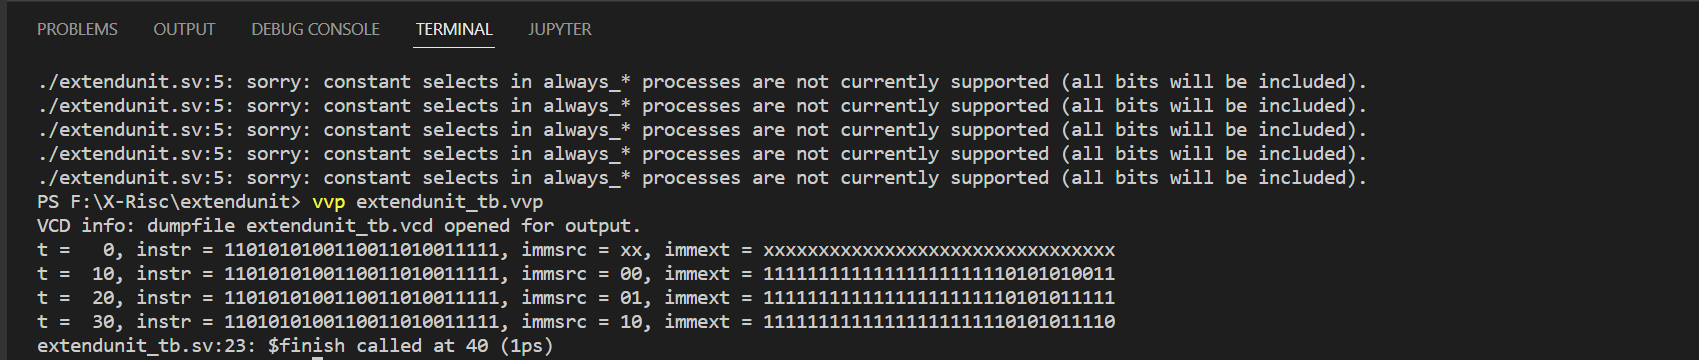 PROBLEMS OUTPUT DEBUG CONSOLE TERMINAL JUPYTER
./extendunit.sv:5: sorry: constant selects in always_* processes are not currently supported (all bits will be included).
./extendunit.sv:5: sorry: constant selects in always_* processes are not currently supported (all bits will be included).
./extendunit.sv:5: sorry: constant selects in always_* processes are not currently supported (all bits will be included).
./extendunit.sv:5: sorry: constant selects in always_* processes are not currently supported (all bits will be included).
./extendunit.sv:5: sorry: constant selects in always_* processes are not currently supported (all bits will be included).
PS F:\X-Risc\extendunit> vvp extendunit_tb.vvp
VCD info: dumpfile extendunit_tb.vcd opened for output.
t =   0, instr = 1101010100110011010011111, immsrc = xx, immext = xxxxxxxxxxxxxxxxxxxxxxxxxxxxxxxx
t =  10, instr = 1101010100110011010011111, immsrc = 00, immext = 11111111111111111111110101010011
t =  20, instr = 1101010100110011010011111, immsrc = 01, immext = 11111111111111111111110101011111
t =  30, instr = 1101010100110011010011111, immsrc = 10, immext = 11111111111111111111110101011110
extendunit_tb.sv:23: $finish called at 40 (1ps)